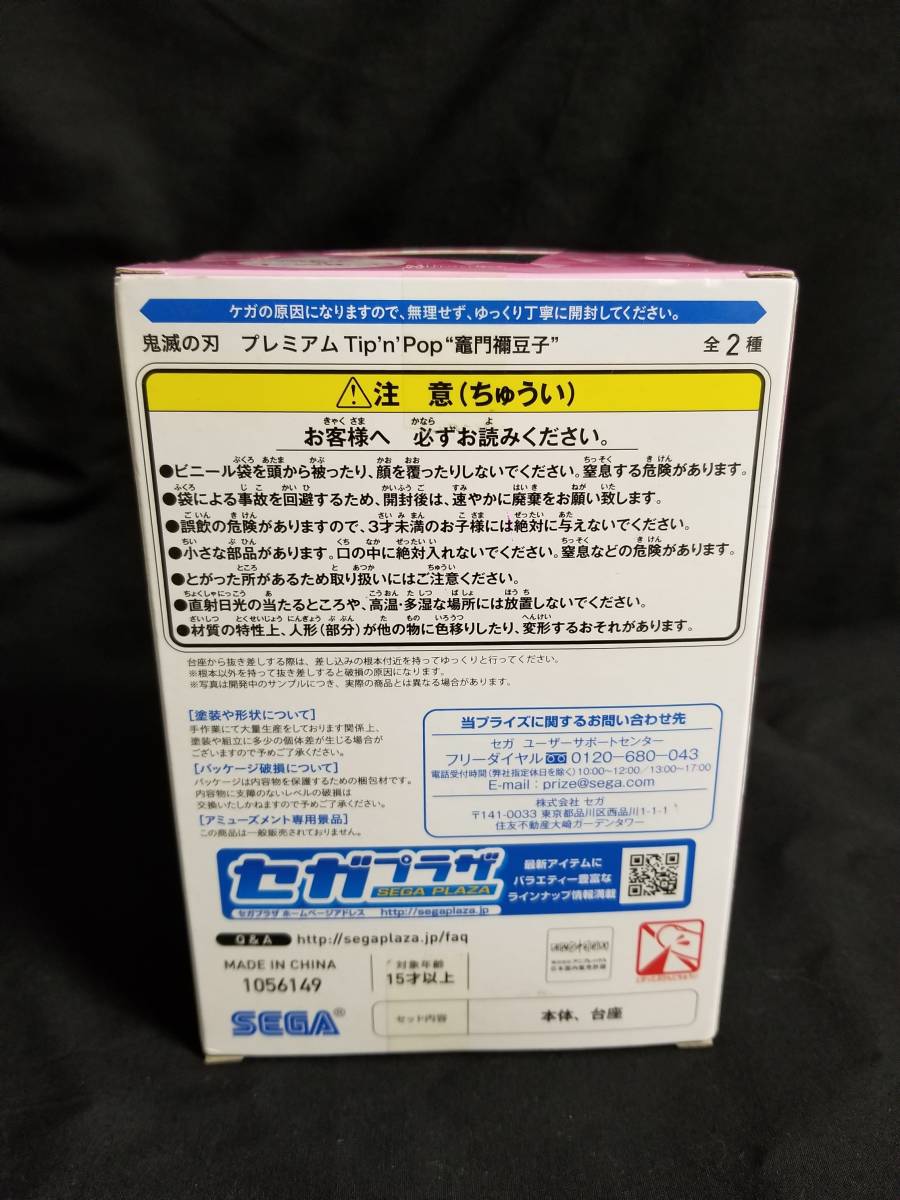 ケガの原因になりますので、無理せず、ゆっくり丁寧に開封してください。
鬼滅の刃 プレミアム Tip'n'Pop “竈門禰豆子” 全2種
注 意(ちゅうい)
お客様へ 必ずお読みください。
●ビニール袋を頭から被ったり、顔を覆ったりしないでください。窒息する危険があります。
●袋による事故を回避するため、開封後は、速やかに廃棄をお願い致します。
●誤飲の危険がありますので、3才未満のお子様には絶対に与えないでください。
●小さな部品があります。口の中に絶対入れないでください。窒息などの危険があります。
●とがった所があるため取り扱いにはご注意ください。
●直射日光の当たるところや、高温・多湿な場所には放置しないでください。
●材質の特性上、人形(部分)が他の物に色移りしたり、変形するおそれがあります。
台座から抜き差しする際は、差し込みの根本付近を持ってゆっくりと行ってください。
※根本以外を持って抜き差しすると破損の原因になります。
※写真は開発中のサンプルにつき、実際の商品とは異なる場合があります。
[塗装や形状について]
手作業にて大量生産をしております関係上、
塗装や組立に多少の個体差が生じる場合が
ございますので予めご了承ください。
[パッケージ破損について]
パッケージは内容物を保護するための梱包材です。
内容物に支障のないレベルの破損は
交換いたしかねますので予めご了承ください。
[アミューズメント専用景品]
この商品は一般販売されておりません。
当プライズに関するお問い合わせ先
セガ ユーザーサポートセンター
フリーダイヤル 0120-680-043
電話受付時間(弊社指定休日を除く)10:00~12:00/13:00~17:00
E-mail : prize@sega.com
株式会社 セガ
〒141-0033 東京都品川区西品川1-1-1
住友不動産大崎ガーデンタワー
セガプラザ
SEGA PLAZA
セガプラザ ホームページアドレス http://segaplaza.jp
最新アイテムに
バラエティー豊富な
ラインナップ情報満載
Q&A http://segaplaza.jp/faq
MADE IN CHINA
1056149
対象年齢
15才以上
日本国内販売許諾
SEGA®
セット内容 本体、台座